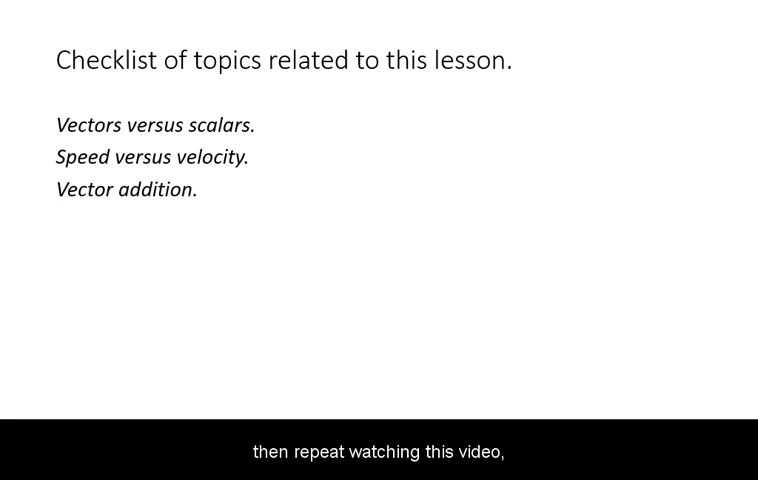 Checklist of topics related to this lesson.
Vectors versus scalars.
Speed versus velocity.
Vector addition.
then repeat watching this video,